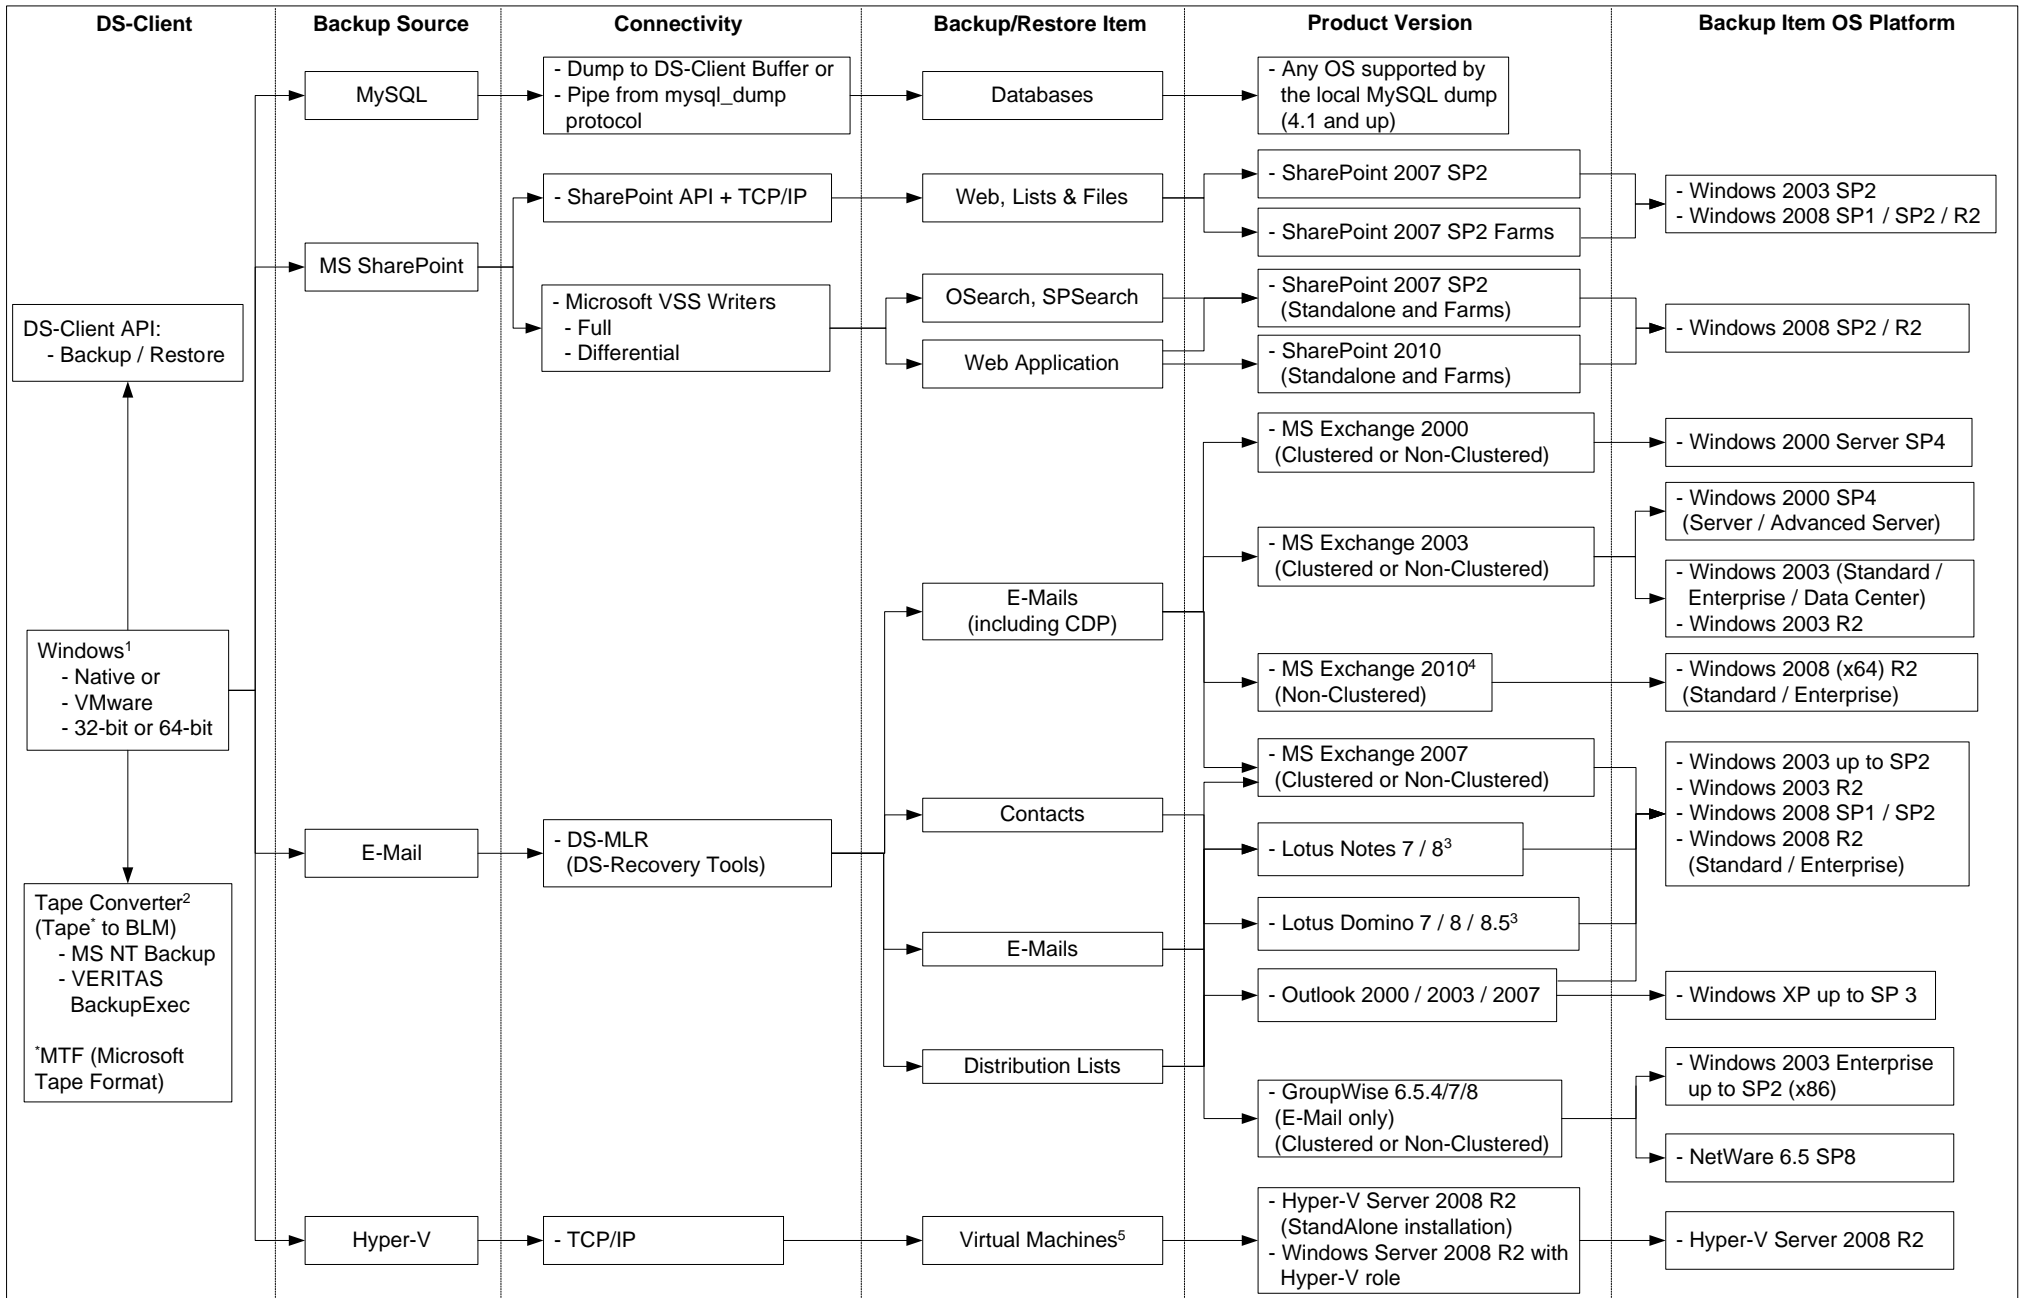 DS-Client
Backup Source
Connectivity
Backup/Restore Item
Product Version
Backup Item OS Platform
DS-Client API:
- Backup / Restore
Windows¹
- Native or
- VMware
- 32-bit or 64-bit
Tape Converter²
(Tape* to BLM)
- MS NT Backup
- VERITAS
BackupExec
*MTF (Microsoft
Tape Format)
MySQL
- Dump to DS-Client Buffer or
- Pipe from mysql_dump
protocol
Databases
- Any OS supported by
the local MySQL dump
(4.1 and up)
MS SharePoint
- SharePoint API + TCP/IP
Web, Lists & Files
- SharePoint 2007 SP2
- SharePoint 2007 SP2 Farms
- Windows 2003 SP2
- Windows 2008 SP1 / SP2 / R2
- Microsoft VSS Writers
- Full
- Differential
OSearch, SPSearch
Web Application
- SharePoint 2007 SP2
(Standalone and Farms)
- SharePoint 2010
(Standalone and Farms)
- Windows 2008 SP2 / R2
E-Mail
- DS-MLR
(DS-Recovery Tools)
E-Mails
(including CDP)
Contacts
E-Mails
Distribution Lists
- MS Exchange 2000
(Clustered or Non-Clustered)
- Windows 2000 Server SP4
- MS Exchange 2003
(Clustered or Non-Clustered)
- Windows 2000 SP4
(Server / Advanced Server)
- Windows 2003 (Standard /
Enterprise / Data Center)
- Windows 2003 R2
- MS Exchange 2010⁴
(Non-Clustered)
- Windows 2008 (x64) R2
(Standard / Enterprise)
- MS Exchange 2007
(Clustered or Non-Clustered)
- Lotus Notes 7 / 8³
- Lotus Domino 7 / 8 / 8.5³
- Outlook 2000 / 2003 / 2007
- Windows 2003 up to SP2
- Windows 2003 R2
- Windows 2008 SP1 / SP2
- Windows 2008 R2
(Standard / Enterprise)
- Windows XP up to SP 3
- GroupWise 6.5.4/7/8
(E-Mail only)
(Clustered or Non-Clustered)
- Windows 2003 Enterprise
up to SP2 (x86)
- NetWare 6.5 SP8
Hyper-V
- TCP/IP
Virtual Machines⁵
- Hyper-V Server 2008 R2
(StandAlone installation)
- Windows Server 2008 R2 with
Hyper-V role
- Hyper-V Server 2008 R2